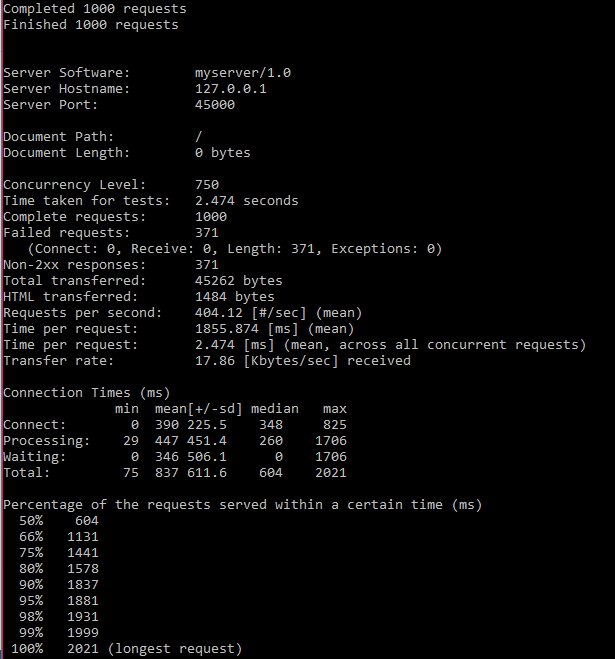 Completed 1000 requests
Finished 1000 requests
Server Software: myserver/1.0
Server Hostname: 127.0.0.1
Server Port: 45000
Document Path: /
Document Length: 0 bytes
Concurrency Level: 750
Time taken for tests: 2.474 seconds
Complete requests: 1000
Failed requests: 371
(Connect: 0, Receive: 0, Length: 371, Exceptions: 0)
Non-2xx responses: 371
Total transferred: 45262 bytes
HTML transferred: 1484 bytes
Requests per second: 404.12 [#/sec] (mean)
Time per request: 1855.874 [ms] (mean)
Time per request: 2.474 [ms] (mean, across all concurrent requests)
Transfer rate: 17.86 [Kbytes/sec] received
Connection Times (ms)
min mean[+/-sd] median max
Connect: 0 390 225.5 348 825
Processing: 29 447 451.4 260 1706
Waiting: 0 346 506.1 0 1706
Total: 75 837 611.6 604 2021
Percentage of the requests served within a certain time (ms)
50% 604
66% 1131
75% 1441
80% 1578
90% 1837
95% 1881
98% 1931
99% 1999
100% 2021 (longest request)